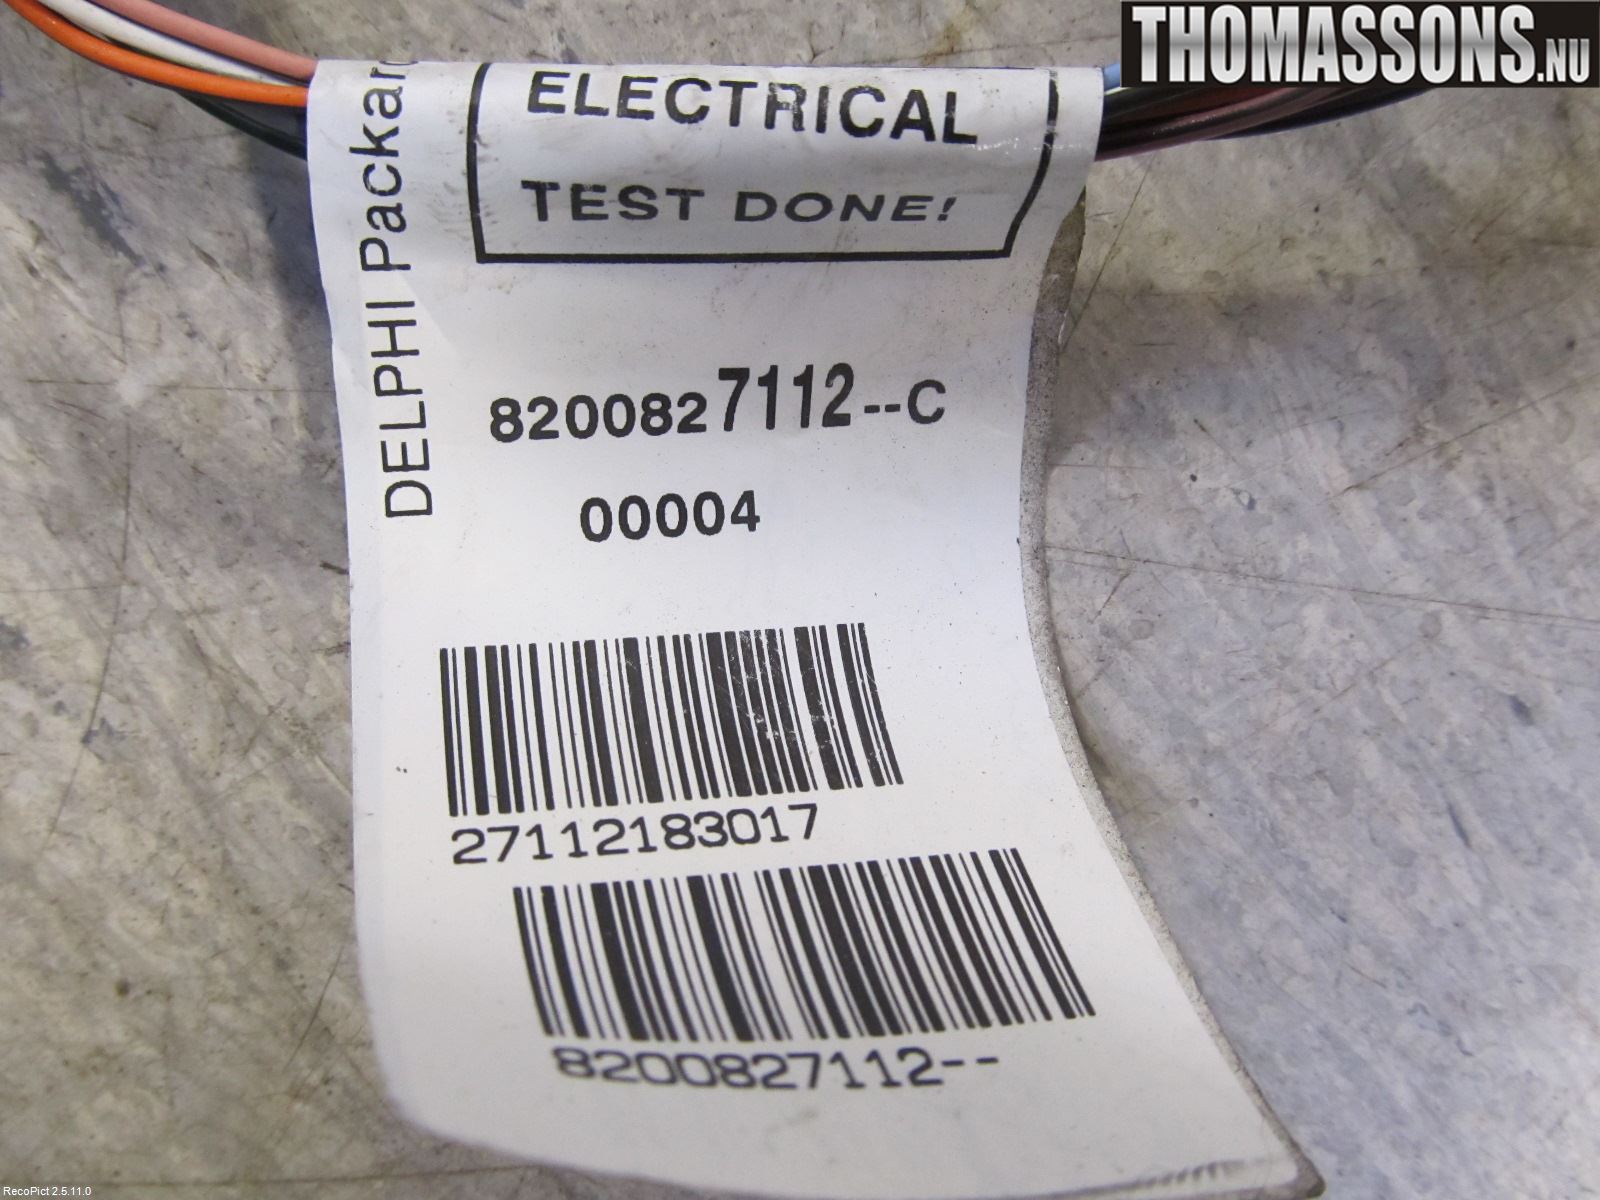 THOMASSONS.NU
DELPHI Packard
ELECTRICAL
TEST DONE!
8200827112--C
00004
27112183017
8200827112--
RecoPict 2.5.11.0